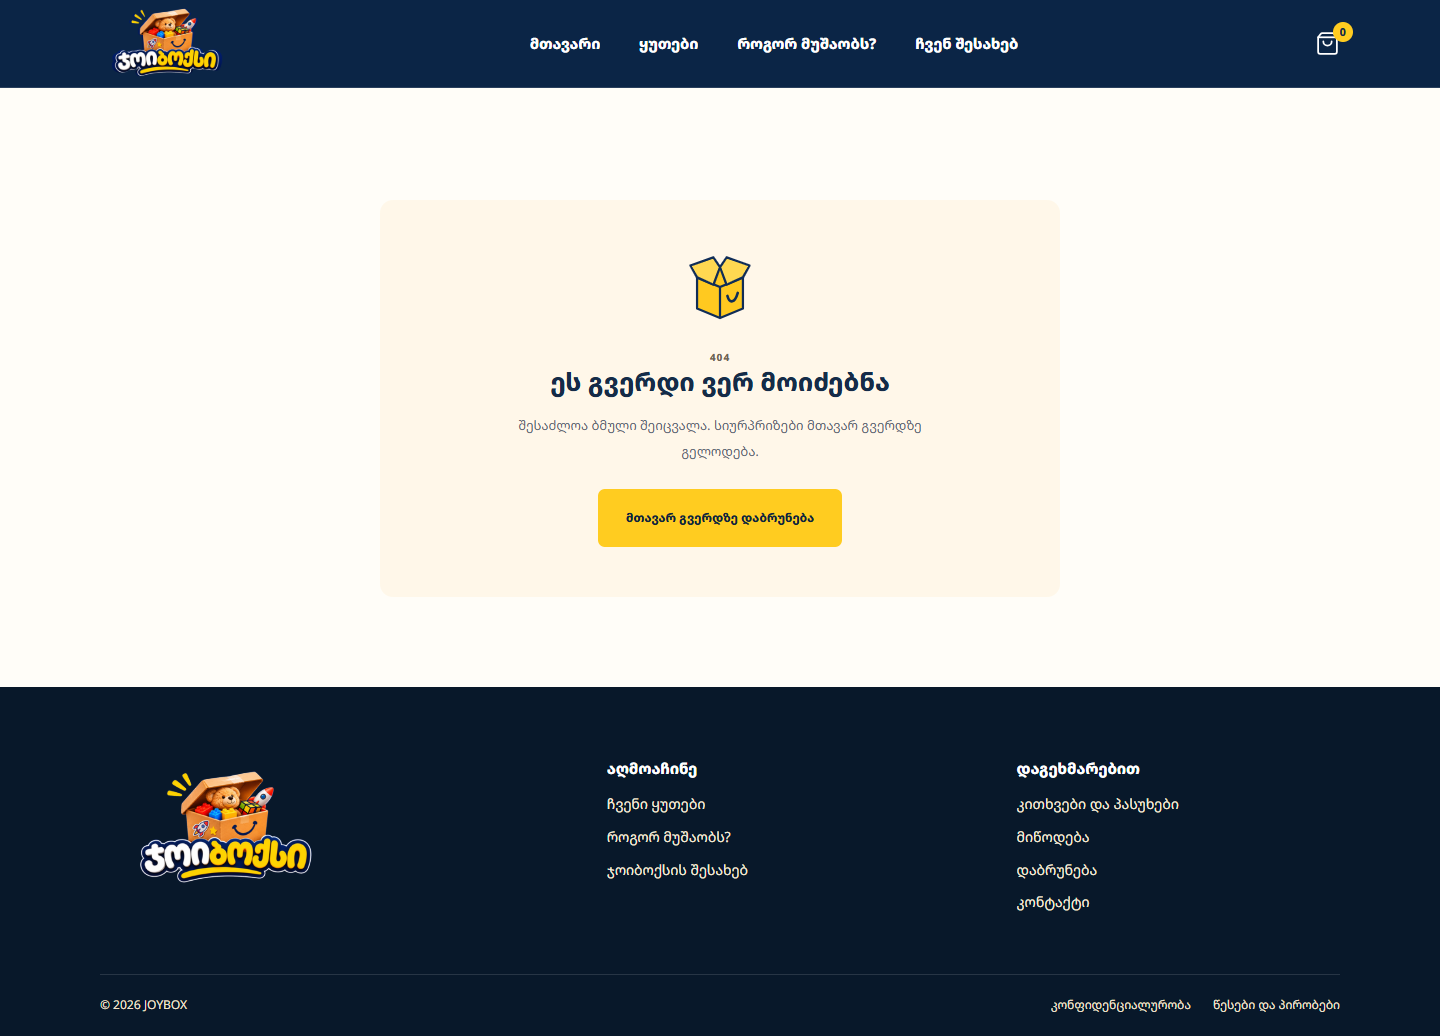 ჯოიბოქსი
მთავარი
ყუთები
როგორ მუშაობს?
ჩვენ შესახებ
0
404
ეს გვერდი ვერ მოიძებნა
შესაძლოა ბმული შეიცვალა. სიურპრიზები მთავარ გვერდზე
გელოდება.
მთავარ გვერდზე დაბრუნება
ჯოიბოქსი
აღმოაჩინე
ჩვენი ყუთები
როგორ მუშაობს?
ჯოიბოქსის შესახებ
დაგეხმარებით
კითხვები და პასუხები
მიწოდება
დაბრუნება
კონტაქტი
© 2026 JOYBOX
კონფიდენციალურობა
წესები და პირობები